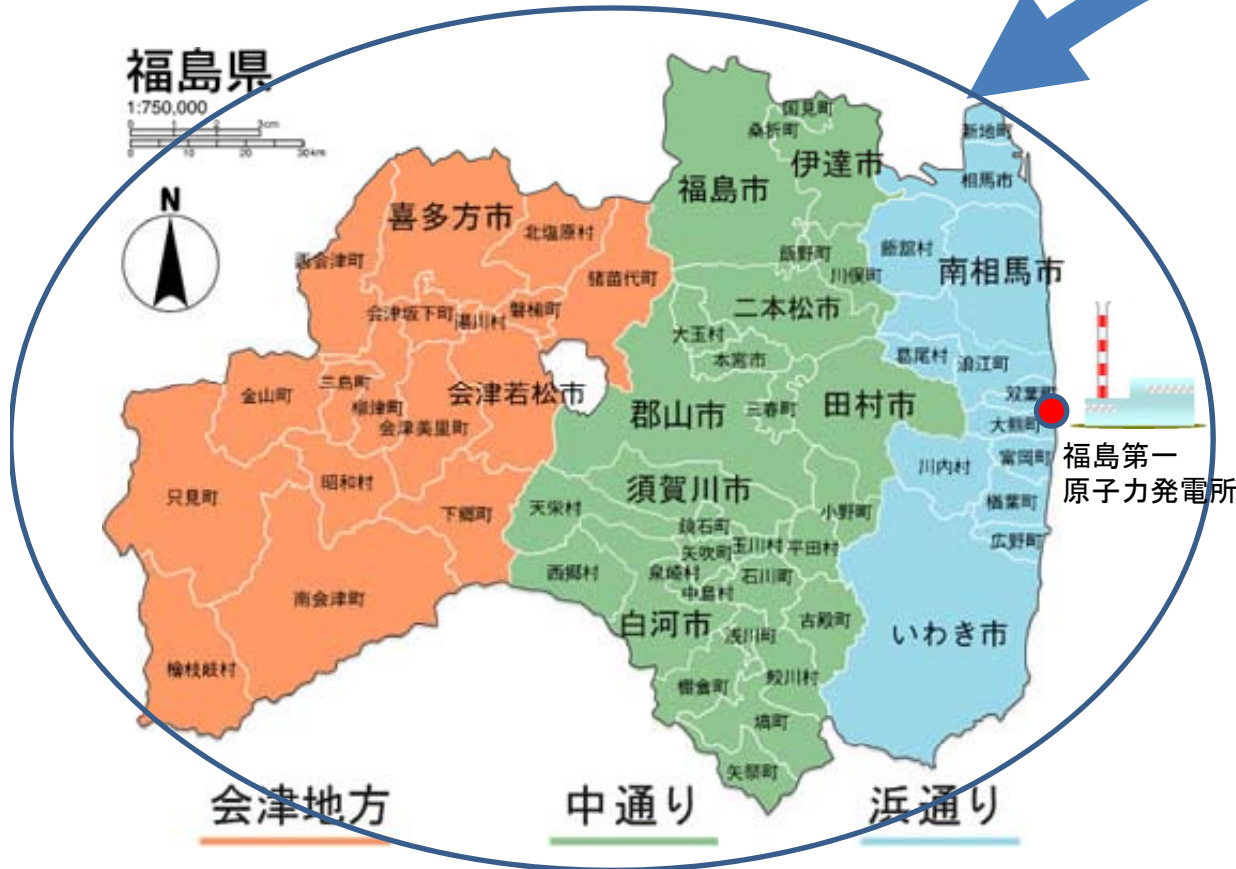 福島県
1:750,000
0 1 2 3cm
0 10 20 30km
N
国見町
桑折町
伊達市
新地町
相馬市
福島市
喜多方市
北塩原村
飯舘村
飯野町
川俣町
南相馬市
西会津町
猪苗代町
会津坂下町
湯川村
磐梯町
二本松市
大玉村
本宮市
葛尾村
浪江町
金山町
三島町
柳津町
会津若松市
会津美里町
郡山市
三春町
田村市
双葉町
大熊町
福島第一
原子力発電所
川内村
富岡町
只見町
昭和村
下郷町
天栄村
須賀川市
小野町
楢葉町
鏡石町
矢吹町
玉川村
平田村
広野町
西郷村
泉崎村
中島村
石川町
南会津町
白河市
浅川町
古殿町
いわき市
檜枝岐村
棚倉町
鮫川村
塙町
矢祭町
会津地方
中通り
浜通り